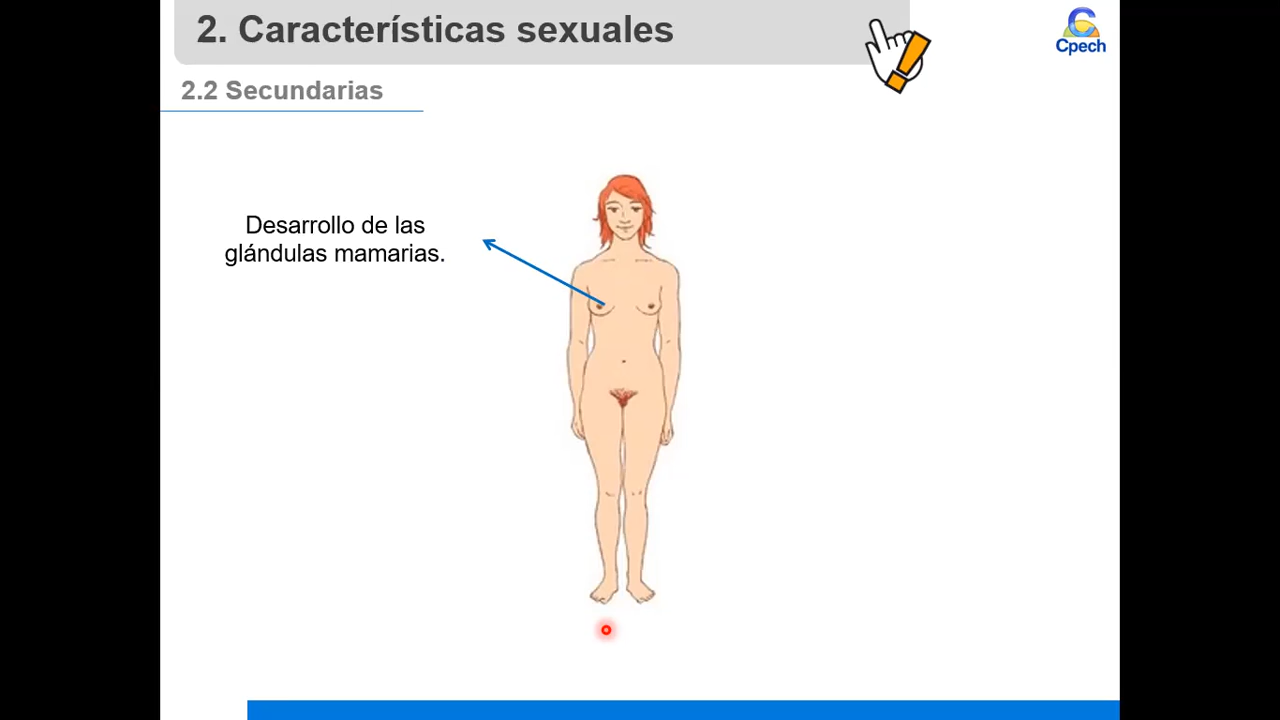 2. Características sexuales
Cpech
2.2 Secundarias
Desarrollo de las
glándulas mamarias.